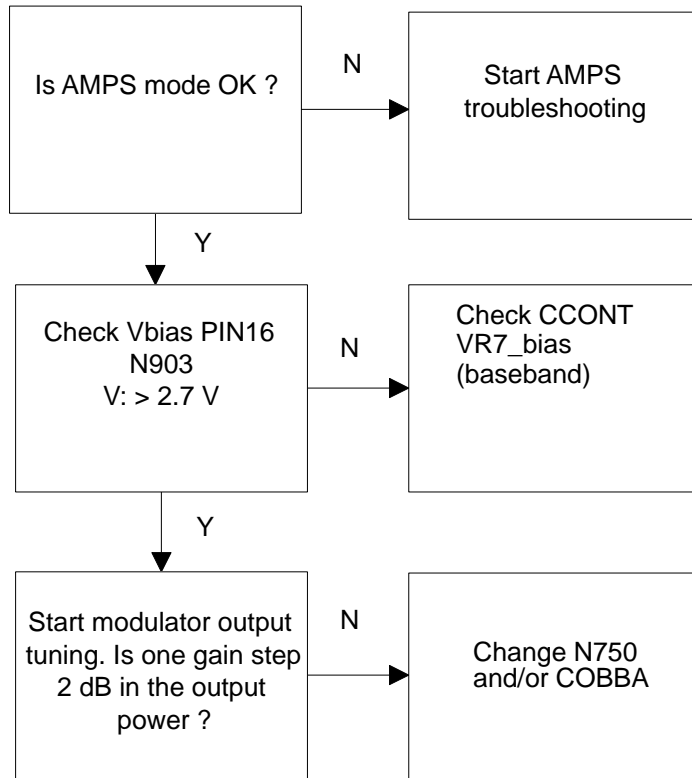 Is AMPS mode OK ?
N
Start AMPS
troubleshooting
Y
Check Vbias PIN16
N903
V: > 2.7 V
N
Check CCONT
VR7_bias
(baseband)
Y
Start modulator output
tuning. Is one gain step
2 dB in the output
power ?
N
Change N750
and/or COBBA